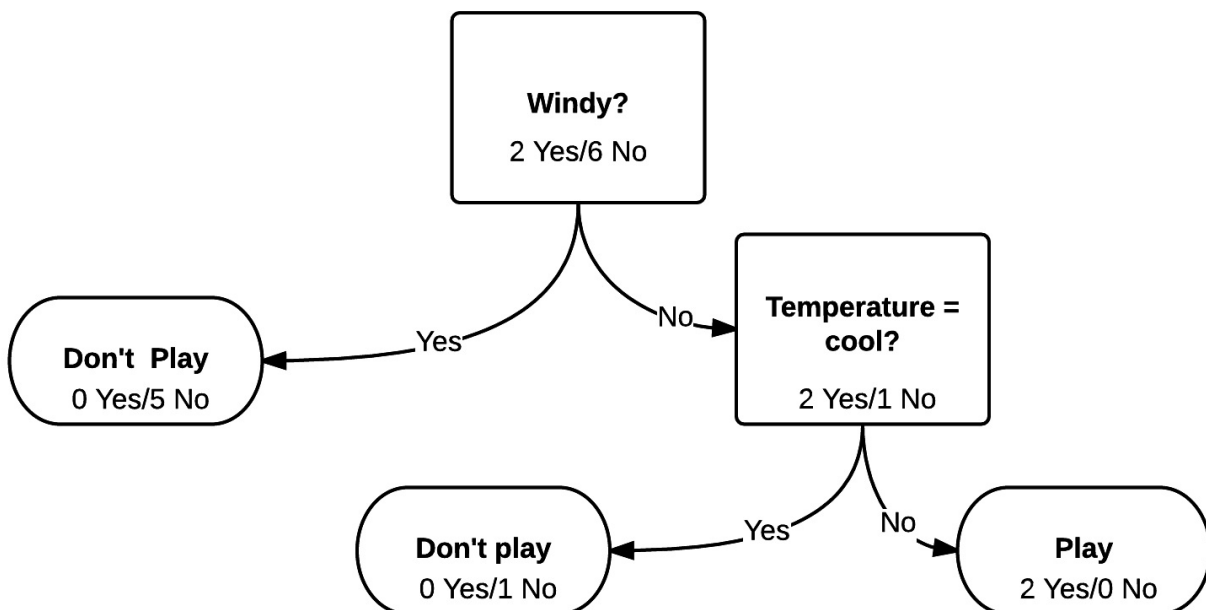 Windy?
2 Yes/6 No
Yes
No
Don't  Play
0 Yes/5 No
Temperature =
cool?
2 Yes/1 No
Yes
No
Don't play
0 Yes/1 No
Play
2 Yes/0 No